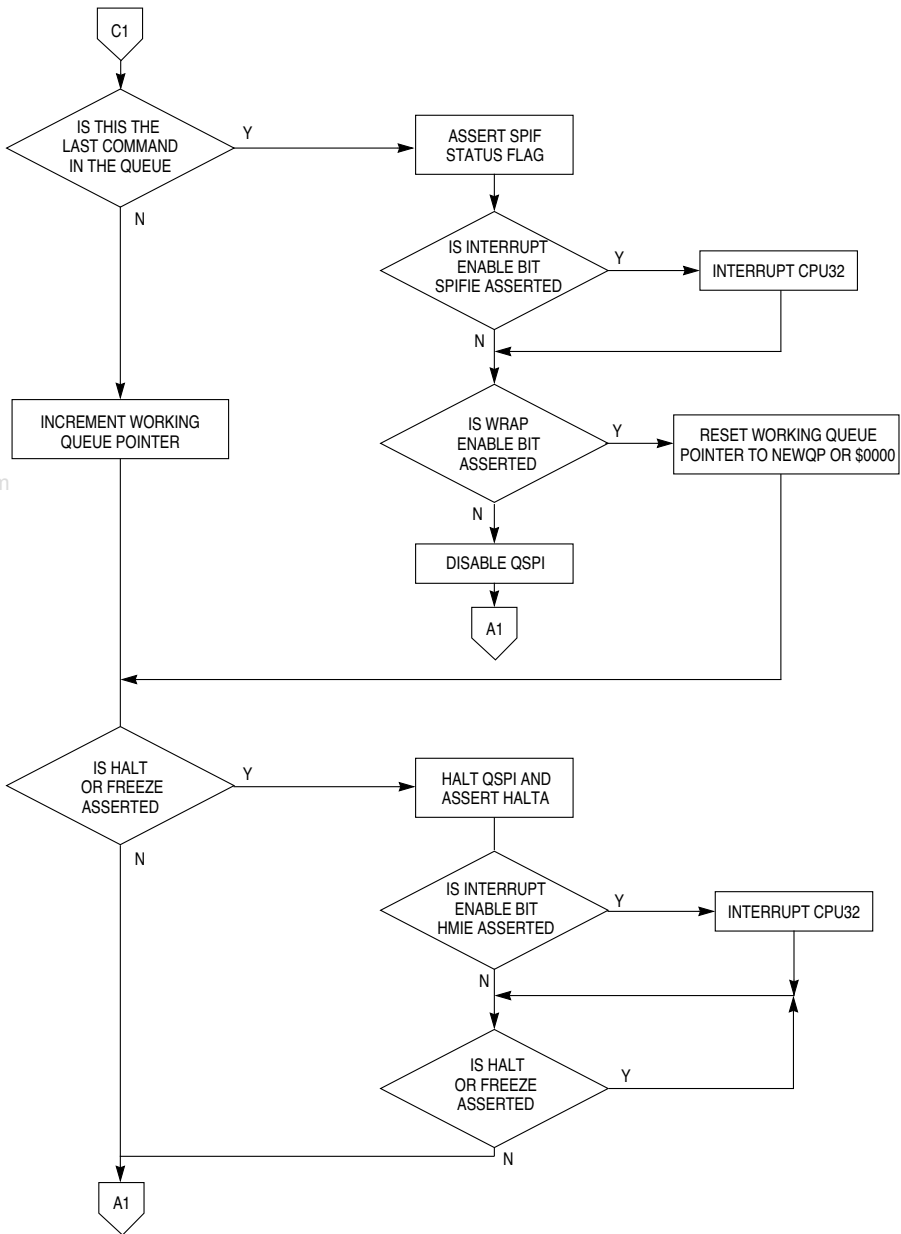 C1
IS THIS THE
LAST COMMAND
IN THE QUEUE
Y
N
ASSERT SPIF
STATUS FLAG
IS INTERRUPT
ENABLE BIT
SPIFIE ASSERTED
Y
N
INTERRUPT CPU32
INCREMENT WORKING
QUEUE POINTER
IS WRAP
ENABLE BIT
ASSERTED
Y
N
RESET WORKING QUEUE
POINTER TO NEWQP OR $0000
m
DISABLE QSPI
A1
IS HALT
OR FREEZE
ASSERTED
Y
N
HALT QSPI AND
ASSERT HALTA
IS INTERRUPT
ENABLE BIT
HMIE ASSERTED
Y
N
INTERRUPT CPU32
IS HALT
OR FREEZE
ASSERTED
Y
N
A1